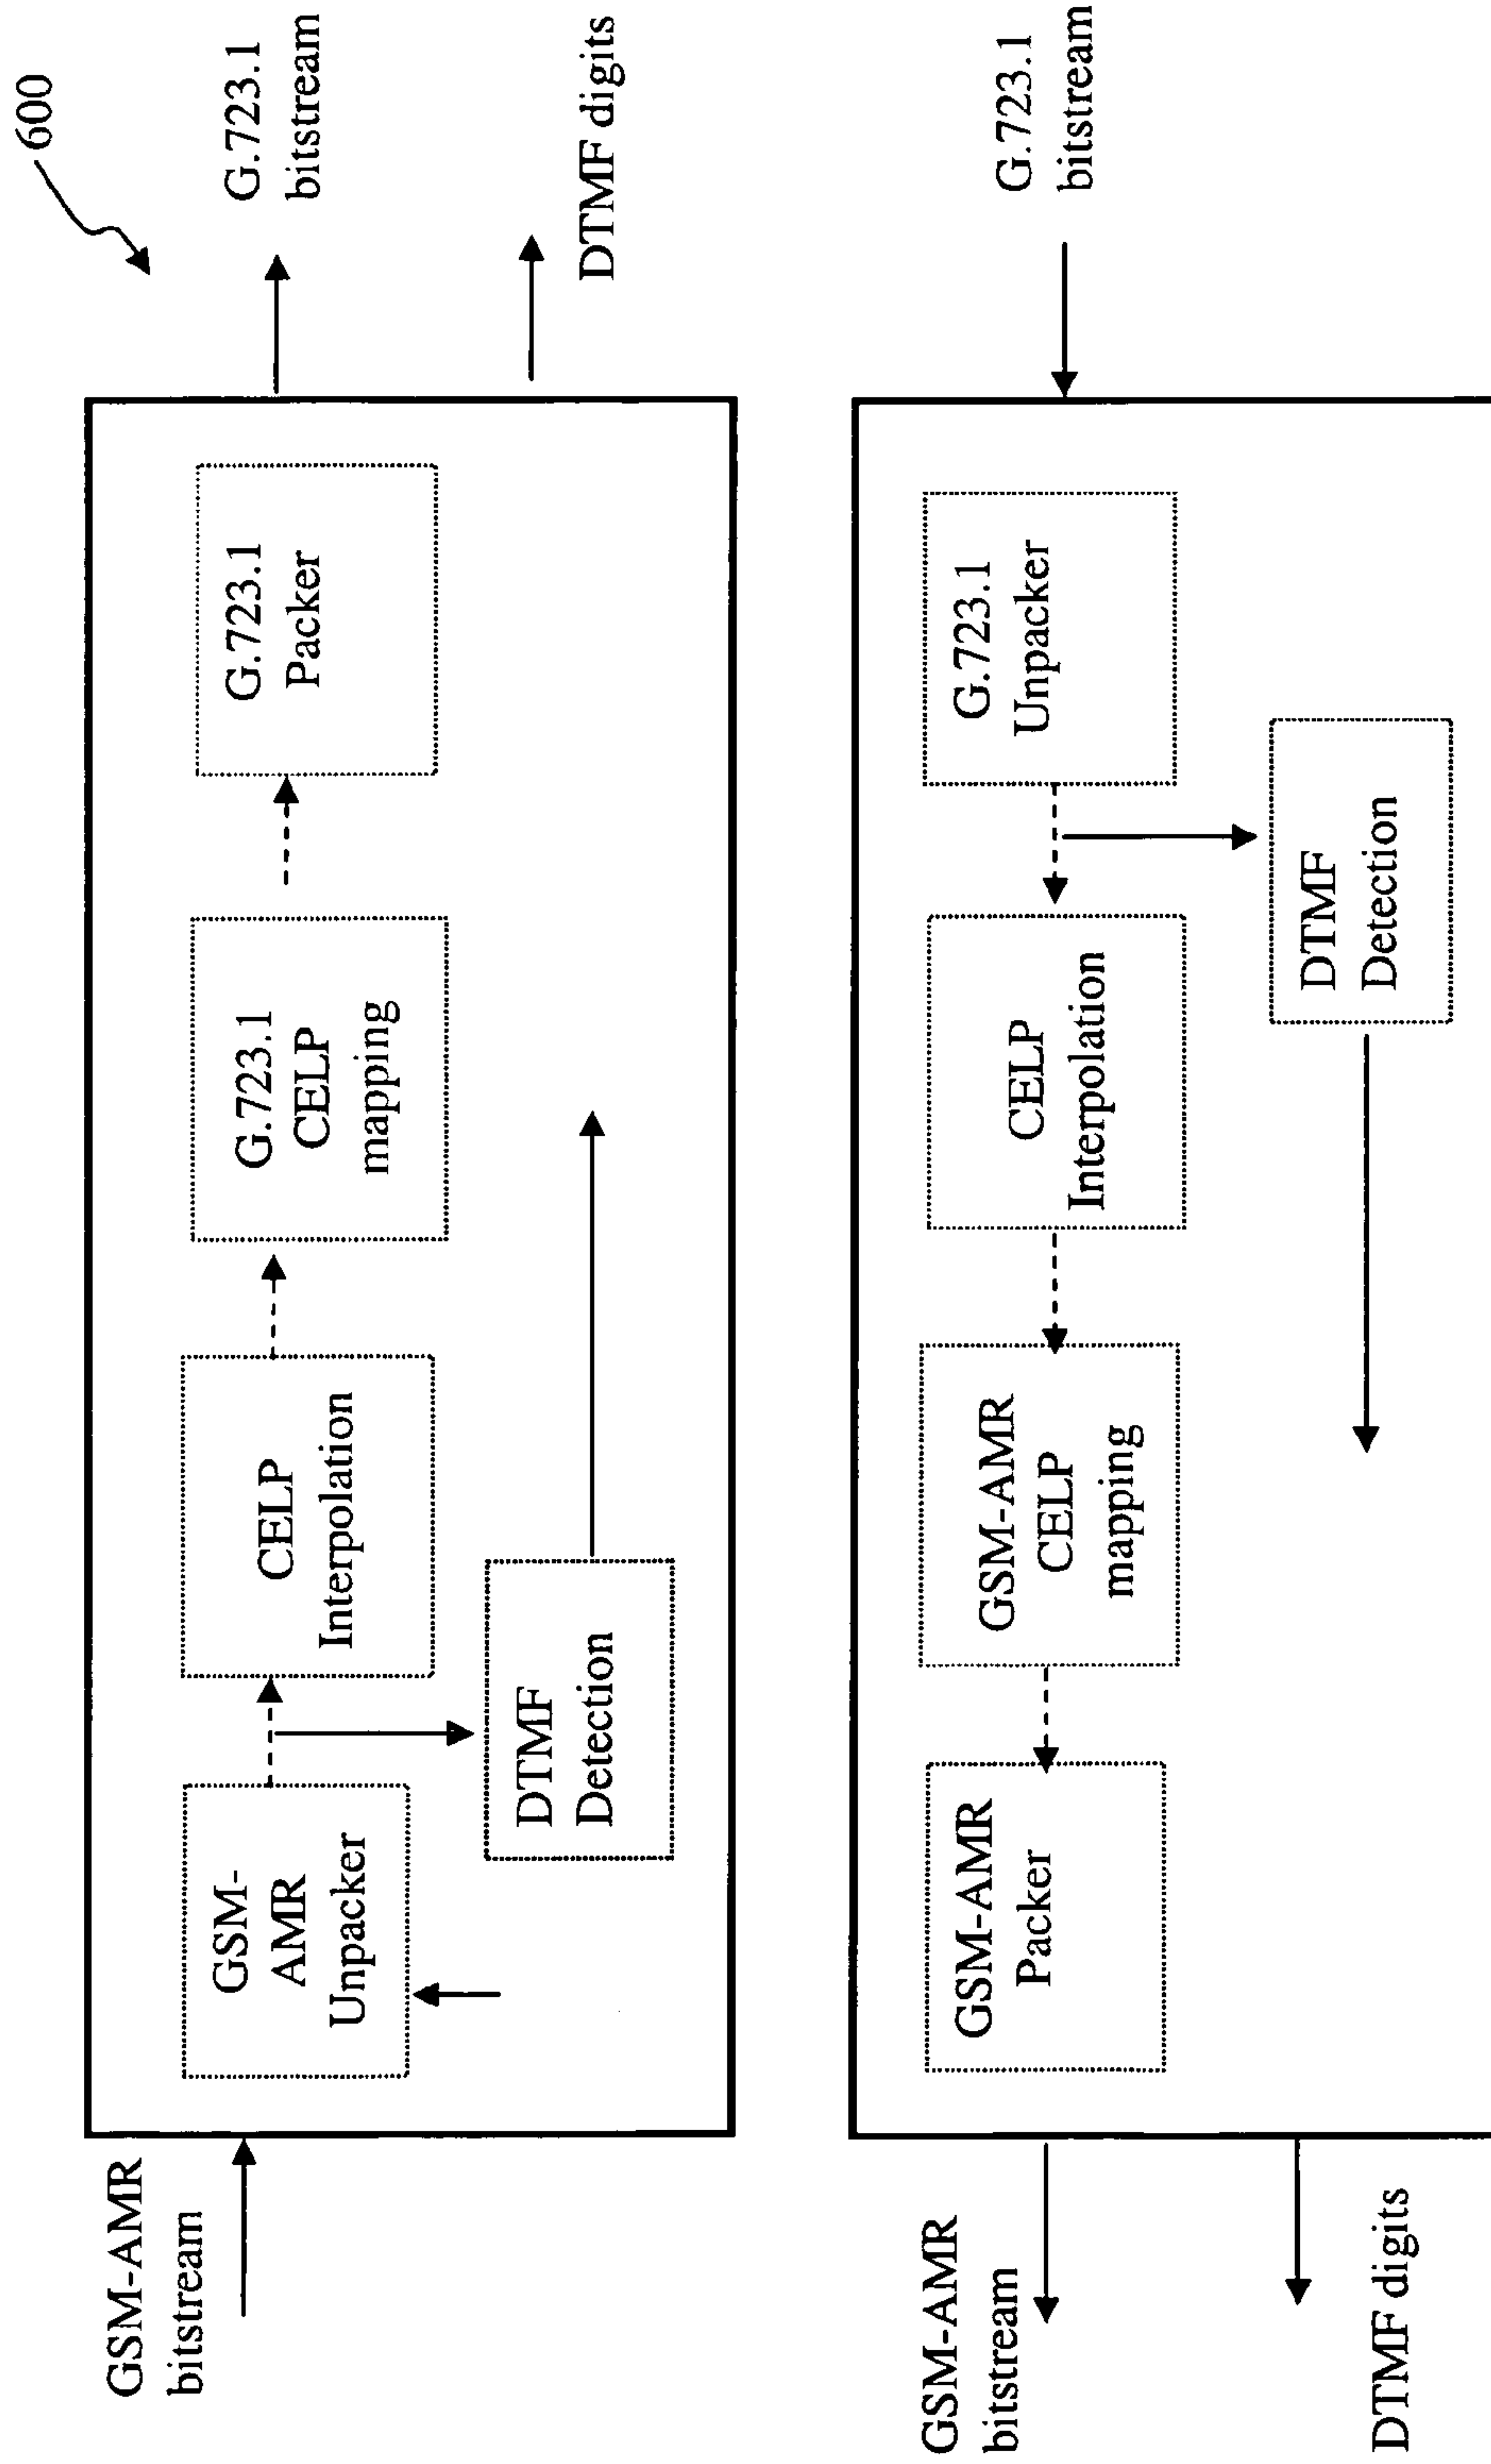 600
GSM-AMR
bitstream
GSM-
AMR
Unpacker
CELP
Interpolation
G.723.1
CELP
mapping
G.723.1
Packer
G.723.1
bitstream
DTMF
Detection
DTMF digits
GSM-AMR
bitstream
GSM-AMR
Packer
GSM-AMR
CELP
mapping
CELP
Interpolation
G.723.1
Unpacker
G.723.1
bitstream
DTMF
Detection
DTMF digits